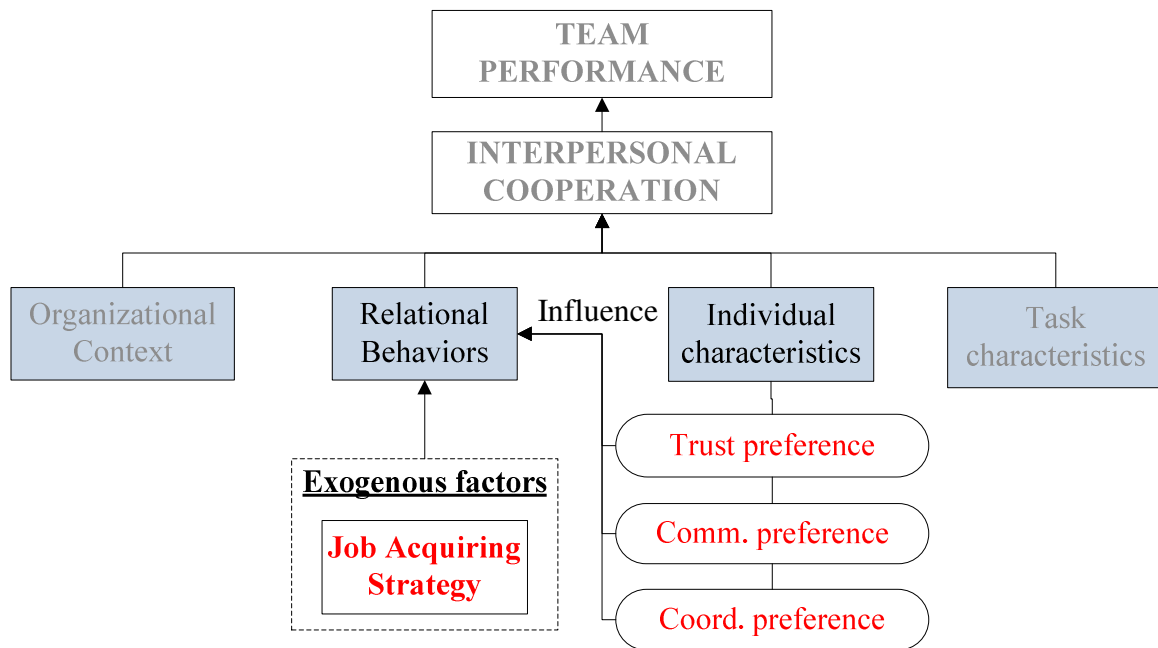 TEAM
PERFORMANCE
INTERPERSONAL
COOPERATION
Organizational
Context
Relational
Behaviors
Influence
Individual
characteristics
Task
characteristics
Trust preference
Exogenous factors
Comm. preference
Job Acquiring
Strategy
Coord. preference